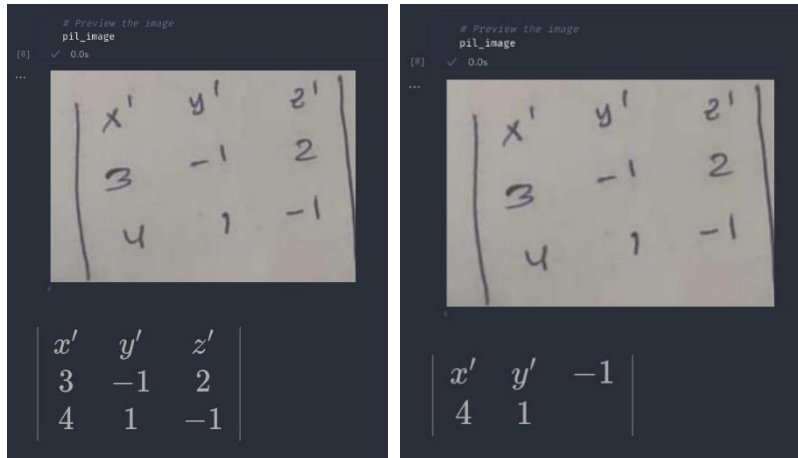 # Preview the image
pil_image
[8] ✓ 0.0s
...
x' y' z'
3 -1 2
4 1 -1
x' y' z'
3 -1 2
4 1 -1
# Preview the image
pil_image
[8] ✓ 0.0s
...
x' y' z'
3 -1 2
4 1 -1
x' y' -1
4 1